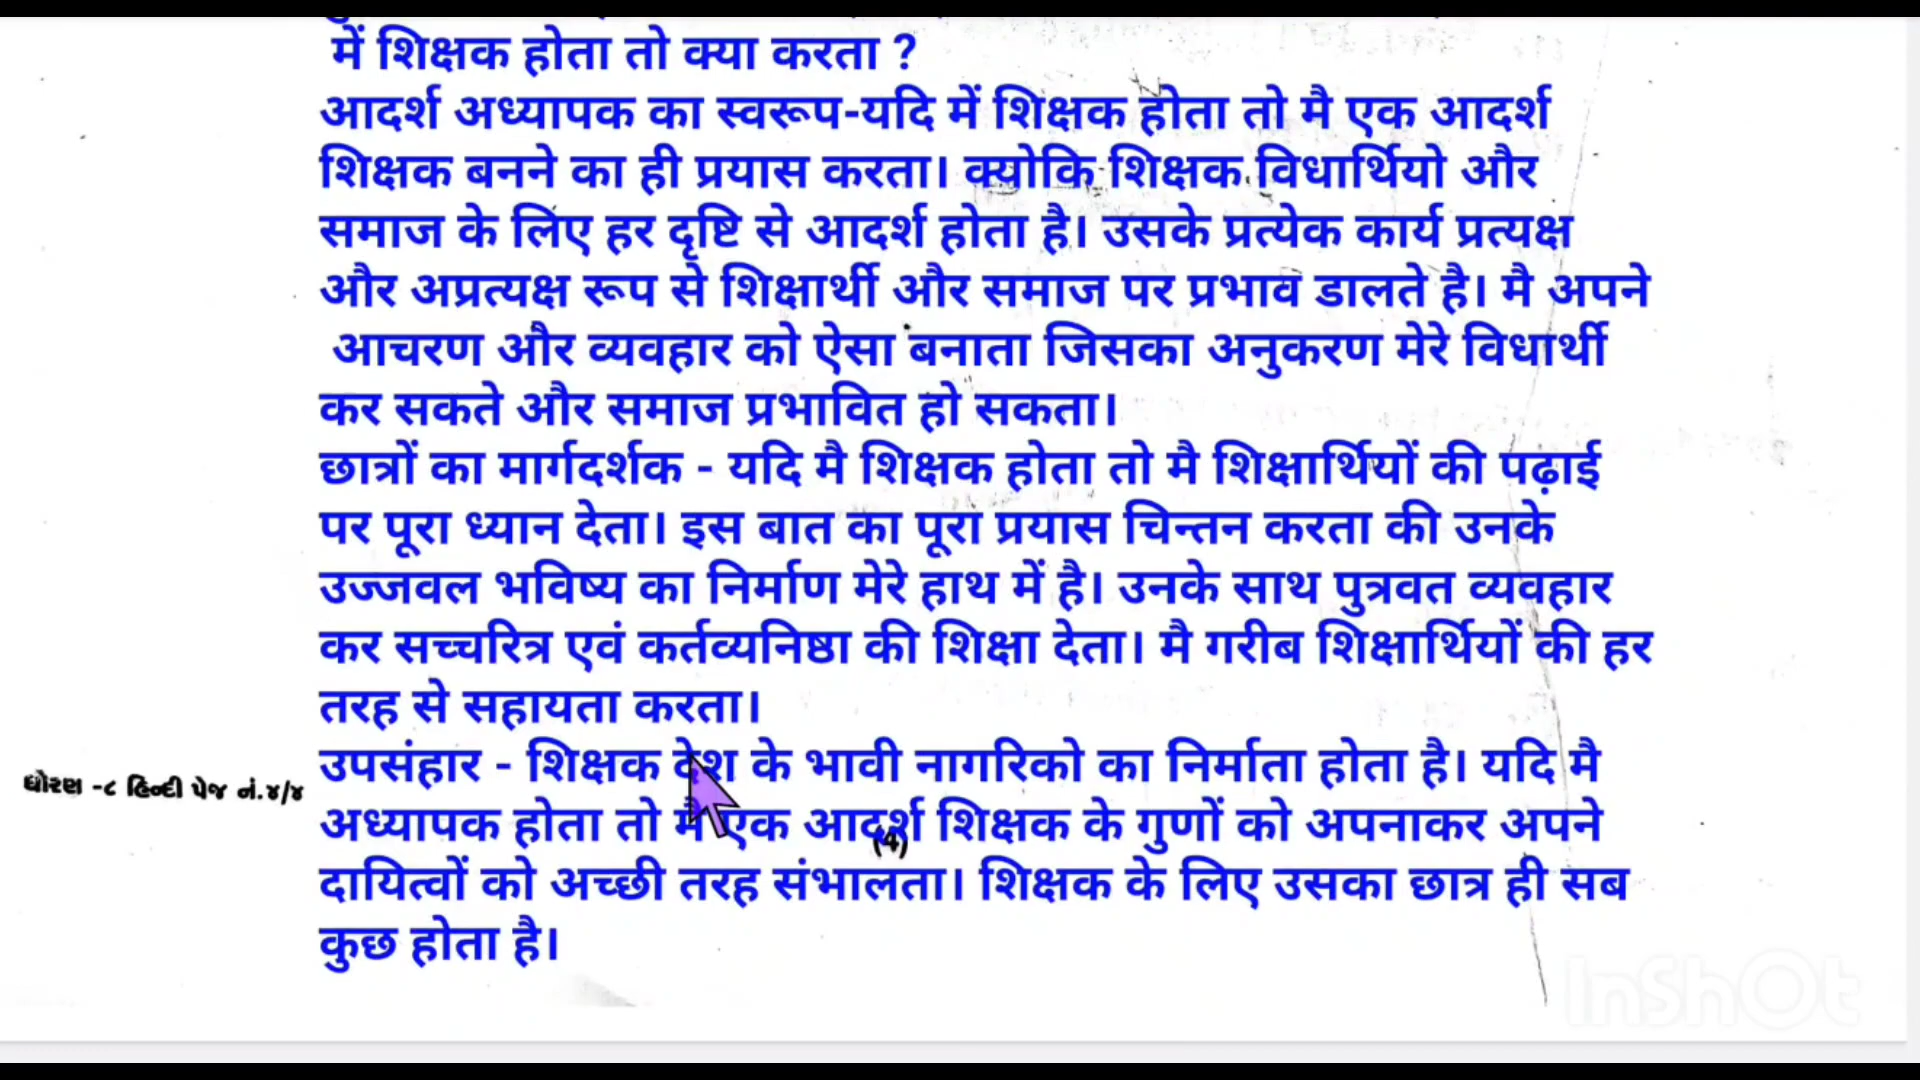 में शिक्षक होता तो क्या करता ?
आदर्श अध्यापक का स्वरूप-यदि में शिक्षक होता तो मै एक आदर्श
शिक्षक बनने का ही प्रयास करता। क्योकि शिक्षक विधार्थियो और
समाज के लिए हर दृष्टि से आदर्श होता है। उसके प्रत्येक कार्य प्रत्यक्ष
और अप्रत्यक्ष रूप से शिक्षार्थी और समाज पर प्रभाव डालते है। मै अपने
आचरण और व्यवहार को ऐसा बनाता जिसका अनुकरण मेरे विधार्थी
कर सकते और समाज प्रभावित हो सकता।
छात्रों का मार्गदर्शक - यदि मै शिक्षक होता तो मै शिक्षार्थियों की पढ़ाई
पर पूरा ध्यान देता। इस बात का पूरा प्रयास चिन्तन करता की उनके
उज्जवल भविष्य का निर्माण मेरे हाथ में है। उनके साथ पुत्रवत व्यवहार
कर सच्चरित्र एवं कर्तव्यनिष्ठा की शिक्षा देता। मै गरीब शिक्षार्थियों की हर
तरह से सहायता करता।
उपसंहार - शिक्षक देश के भावी नागरिको का निर्माता होता है। यदि मै
ધોરણ -૮ હિન્દી પેજ નં.૪/૪
अध्यापक होता तो मै एक आदर्श शिक्षक के गुणों को अपनाकर अपने
(4)
दायित्वों को अच्छी तरह संभालता। शिक्षक के लिए उसका छात्र ही सब
कुछ होता है।
InShOt